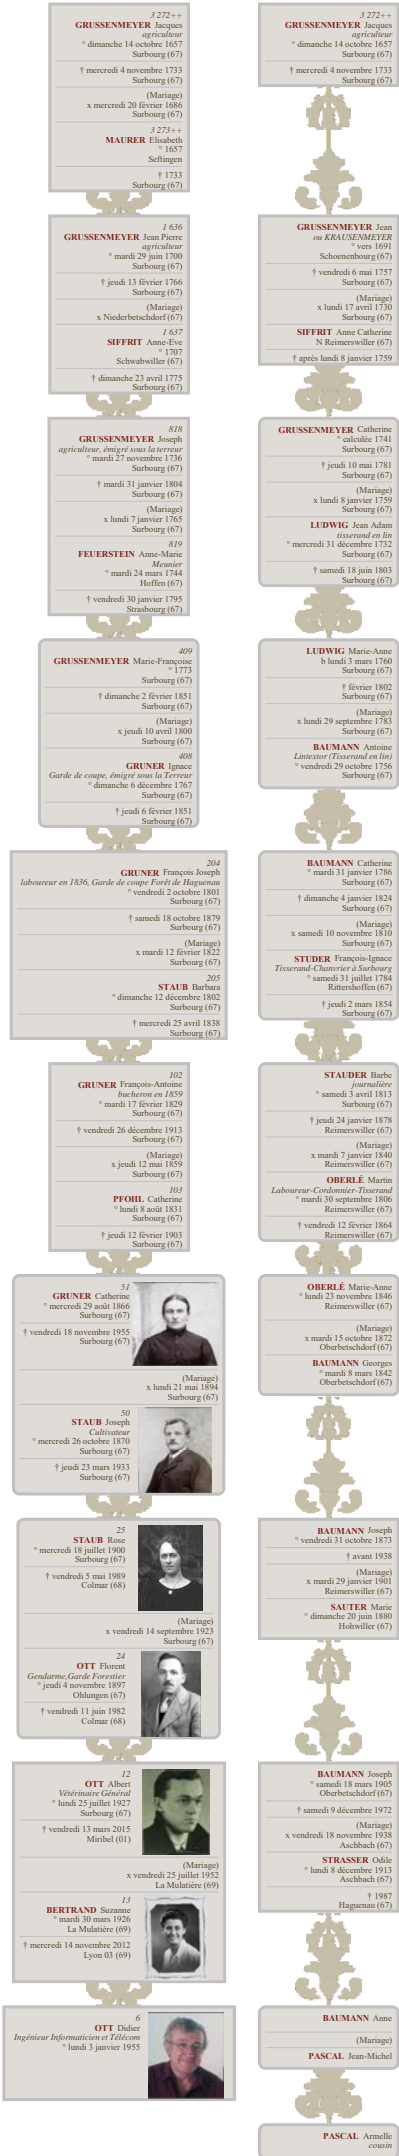 3 272++
GRUSSENMEYER Jacques
agriculteur
° dimanche 14 octobre 1657
Surbourg (67)
† mercredi 4 novembre 1733
Surbourg (67)
(Mariage)
x mercredi 20 février 1686
Surbourg (67)
3 273++
MAURER Elisabeth
° 1657
Seftingen
† 1733
Surbourg (67)
1 636
GRUSSENMEYER Jean Pierre
agriculteur
° mardi 29 juin 1700
Surbourg (67)
† jeudi 13 février 1766
Surbourg (67)
(Mariage)
x Niederbetschdorf (67)
1 637
SIFFRIT Anne-Eve
° 1707
Schwabwiller (67)
† dimanche 23 avril 1775
Surbourg (67)
818
GRUSSENMEYER Joseph
agriculteur, émigré sous la terreur
° mardi 27 novembre 1736
Surbourg (67)
† mardi 31 janvier 1804
Surbourg (67)
(Mariage)
x lundi 7 janvier 1765
Surbourg (67)
819
FEUERSTEIN Anne-Marie
Meunier
° mardi 24 mars 1744
Hoffen (67)
† vendredi 30 janvier 1795
Strasbourg (67)
409
GRUSSENMEYER Marie-Françoise
° 1773
Surbourg (67)
† dimanche 2 février 1851
Surbourg (67)
(Mariage)
x jeudi 10 avril 1800
Surbourg (67)
408
GRUNER Ignace
Garde de coupe, émigré sous la Terreur
° dimanche 6 décembre 1767
Surbourg (67)
† jeudi 6 février 1851
Surbourg (67)
204
GRUNER François Joseph
laboureur en 1836, Garde de coupe Forêt de Haguenau
° vendredi 2 octobre 1801
Surbourg (67)
† samedi 18 octobre 1879
Surbourg (67)
(Mariage)
x mardi 12 février 1822
Surbourg (67)
205
STAUB Barbara
° dimanche 12 décembre 1802
Surbourg (67)
† mercredi 25 avril 1838
Surbourg (67)
102
GRUNER François-Antoine
bucheron en 1859
° mardi 17 février 1829
Surbourg (67)
† vendredi 26 décembre 1913
Surbourg (67)
(Mariage)
x jeudi 12 mai 1859
Surbourg (67)
103
PFOHL Catherine
° lundi 8 août 1831
Surbourg (67)
† jeudi 12 février 1903
Surbourg (67)
51
GRUNER Catherine
° mercredi 29 août 1866
Surbourg (67)
† vendredi 18 novembre 1955
Surbourg (67)
(Mariage)
x lundi 21 mai 1894
Surbourg (67)
50
STAUB Joseph
Cultivateur
° mercredi 26 octobre 1870
Surbourg (67)
† jeudi 23 mars 1933
Surbourg (67)
25
STAUB Rose
° mercredi 18 juillet 1900
Surbourg (67)
† vendredi 5 mai 1989
Colmar (68)
(Mariage)
x vendredi 14 septembre 1923
Surbourg (67)
24
OTT Florent
Gendarme,Garde Forestier
° jeudi 4 novembre 1897
Ohlungen (67)
† vendredi 11 juin 1982
Colmar (68)
12
OTT Albert
Vétérinaire Général
° lundi 25 juillet 1927
Surbourg (67)
† vendredi 13 mars 2015
Miribel (01)
(Mariage)
x vendredi 25 juillet 1952
La Mulatière (69)
13
BERTRAND Suzanne
° mardi 30 mars 1926
La Mulatière (69)
† mercredi 14 novembre 2012
Lyon 03 (69)
6
OTT Didier
Ingénieur Informaticien et Télécom
° lundi 3 janvier 1955
3 272++
GRUSSENMEYER Jacques
agriculteur
° dimanche 14 octobre 1657
Surbourg (67)
† mercredi 4 novembre 1733
Surbourg (67)
GRUSSENMEYER Jean
ou KRAUSENMEYER
° vers 1691
Schoenenbourg (67)
† vendredi 6 mai 1757
Surbourg (67)
(Mariage)
x lundi 17 avril 1730
Surbourg (67)
SIFFRIT Anne Catherine
N Reimerswiller (67)
† après lundi 8 janvier 1759
GRUSSENMEYER Catherine
° calculée 1741
Surbourg (67)
† jeudi 10 mai 1781
Surbourg (67)
(Mariage)
x lundi 8 janvier 1759
Surbourg (67)
LUDWIG Jean Adam
tisserand en lin
° mercredi 31 décembre 1732
Surbourg (67)
† samedi 18 juin 1803
Surbourg (67)
LUDWIG Marie-Anne
b lundi 3 mars 1760
Surbourg (67)
† février 1802
Surbourg (67)
(Mariage)
x lundi 29 septembre 1783
Surbourg (67)
BAUMANN Antoine
Lintextor (Tisserand en lin)
° vendredi 29 octobre 1756
Surbourg (67)
BAUMANN Catherine
° mardi 31 janvier 1786
Surbourg (67)
† dimanche 4 janvier 1824
Surbourg (67)
(Mariage)
x samedi 10 novembre 1810
Surbourg (67)
STUDER François-Ignace
Tisserand-Chanvrier à Surbourg
° samedi 31 juillet 1784
Rittershoffen (67)
† jeudi 2 mars 1854
Surbourg (67)
STAUDER Barbe
journalière
° samedi 3 avril 1813
Surbourg (67)
† jeudi 24 janvier 1878
Reimerswiller (67)
(Mariage)
x mardi 7 janvier 1840
Reimerswiller (67)
OBERLÉ Martin
Laboureur-Cordonnier-Tisserand
° mardi 30 septembre 1806
Reimerswiller (67)
† vendredi 12 février 1864
Reimerswiller (67)
OBERLÉ Marie-Anne
° lundi 23 novembre 1846
Reimerswiller (67)
(Mariage)
x mardi 15 octobre 1872
Oberbetschdorf (67)
BAUMANN Georges
° mardi 8 mars 1842
Oberbetschdorf (67)
BAUMANN Joseph
° vendredi 31 octobre 1873
† avant 1938
(Mariage)
x mardi 29 janvier 1901
Reimerswiller (67)
SAUTER Marie
° dimanche 20 juin 1880
Hohwiller (67)
BAUMANN Joseph
° samedi 18 mars 1905
Oberbetschdorf (67)
† samedi 9 décembre 1972
(Mariage)
x vendredi 18 novembre 1938
Aschbach (67)
STRASSER Odile
° lundi 8 décembre 1913
Aschbach (67)
† 1987
Haguenau (67)
BAUMANN Anne
(Mariage)
PASCAL Jean-Michel
PASCAL Armelle
cousin